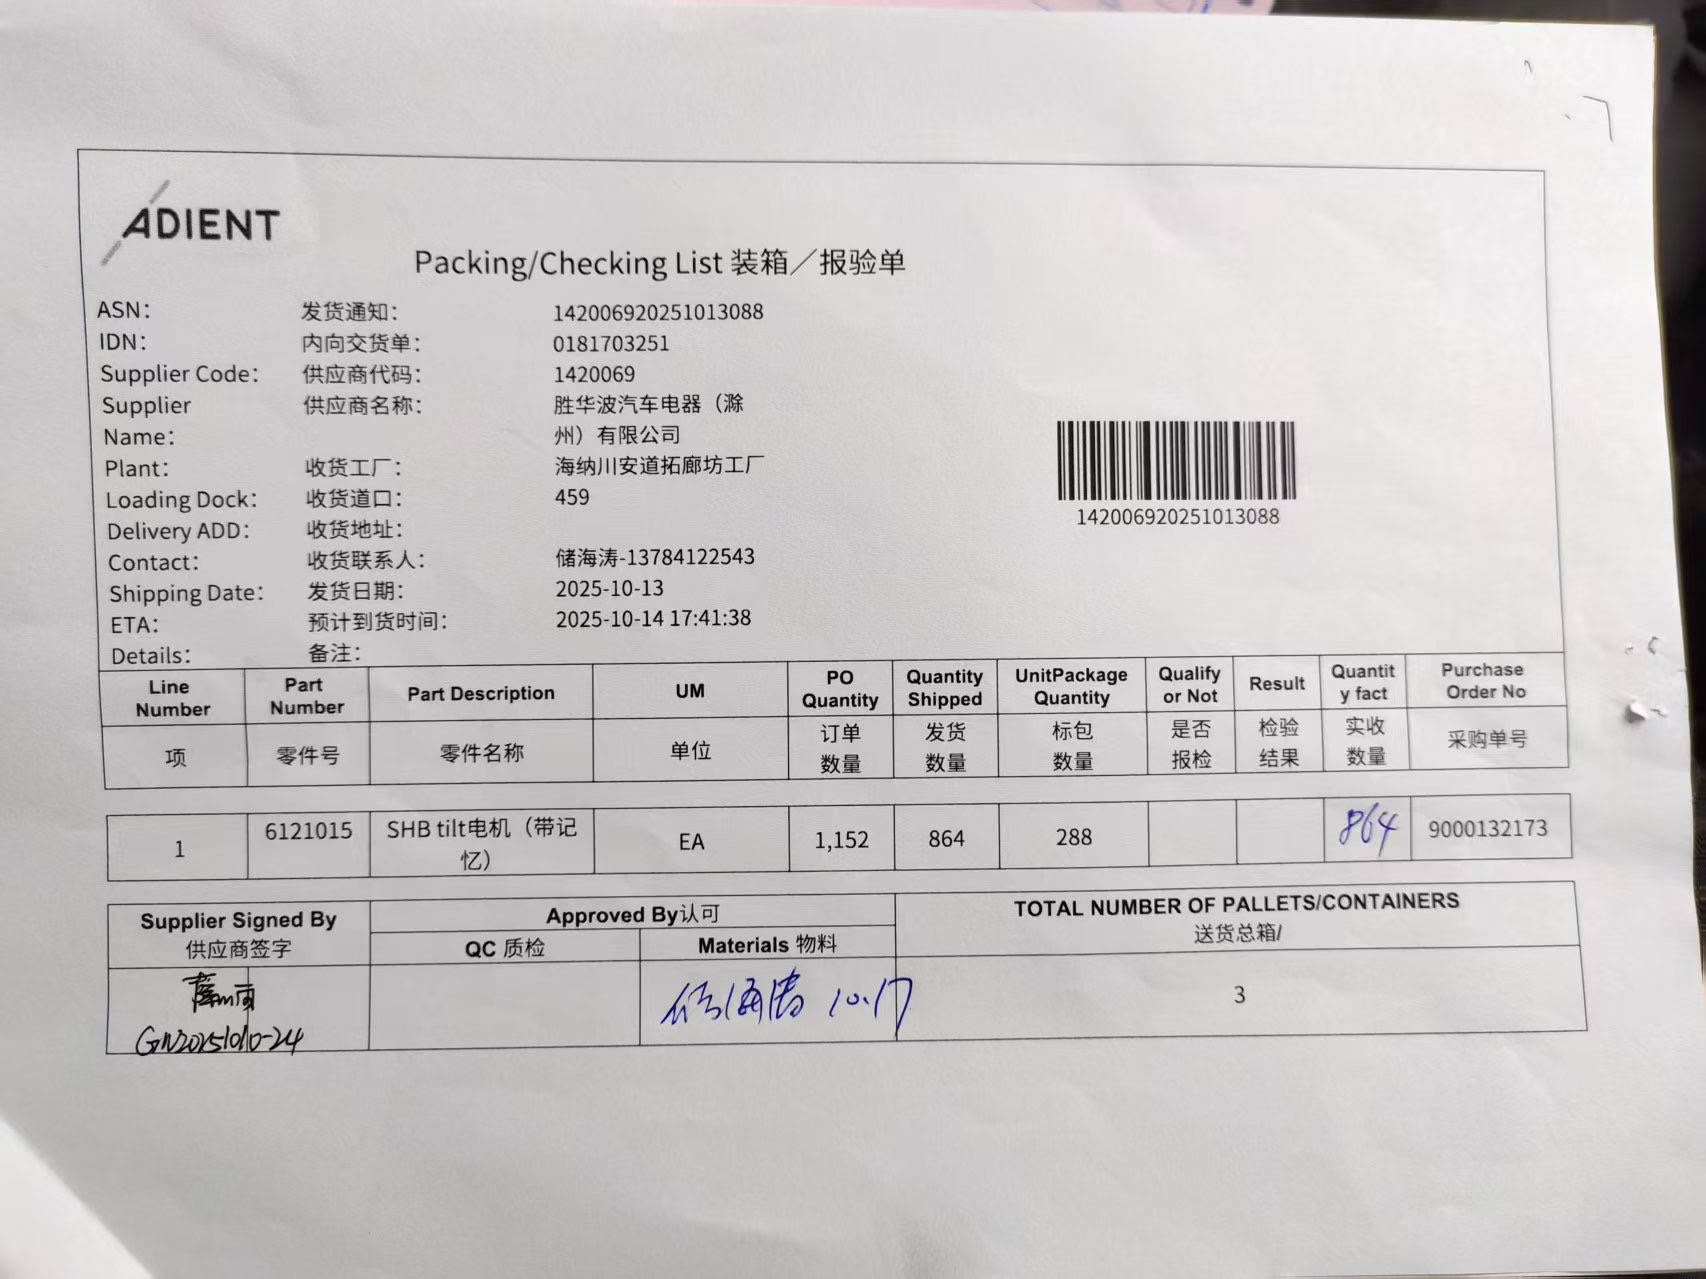 ADIENT
Packing/Checking List 装箱／报验单
ASN： 发货通知： 142006920251013088
IDN： 内向交货单： 0181703251
Supplier Code： 供应商代码： 1420069
Supplier 供应商名称： 胜华波汽车电器（滁
Name： 州）有限公司
Plant： 收货工厂： 海纳川安道拓廊坊工厂
Loading Dock： 收货道口： 459
Delivery ADD： 收货地址：
Contact： 收货联系人： 储海涛-13784122543
Shipping Date： 发货日期： 2025-10-13
ETA： 预计到货时间： 2025-10-14 17:41:38
Details： 备注：
142006920251013088
Line Part Part Description UM PO Quantity UnitPackage Qualify Result Quantit Purchase
Number Number Quantity Shipped Quantity or Not y fact Order No
项 零件号 零件名称 单位 订单 发货 标包 是否 检验 实收 采购单号
数量 数量 数量 报检 结果 数量
1 6121015 SHB tilt电机（带记 EA 1,152 864 288 864 9000132173
忆）
Supplier Signed By Approved By认可 TOTAL NUMBER OF PALLETS/CONTAINERS
供应商签字 QC 质检 Materials 物料 送货总箱/
储海涛 10.17 3
GN20251010-24